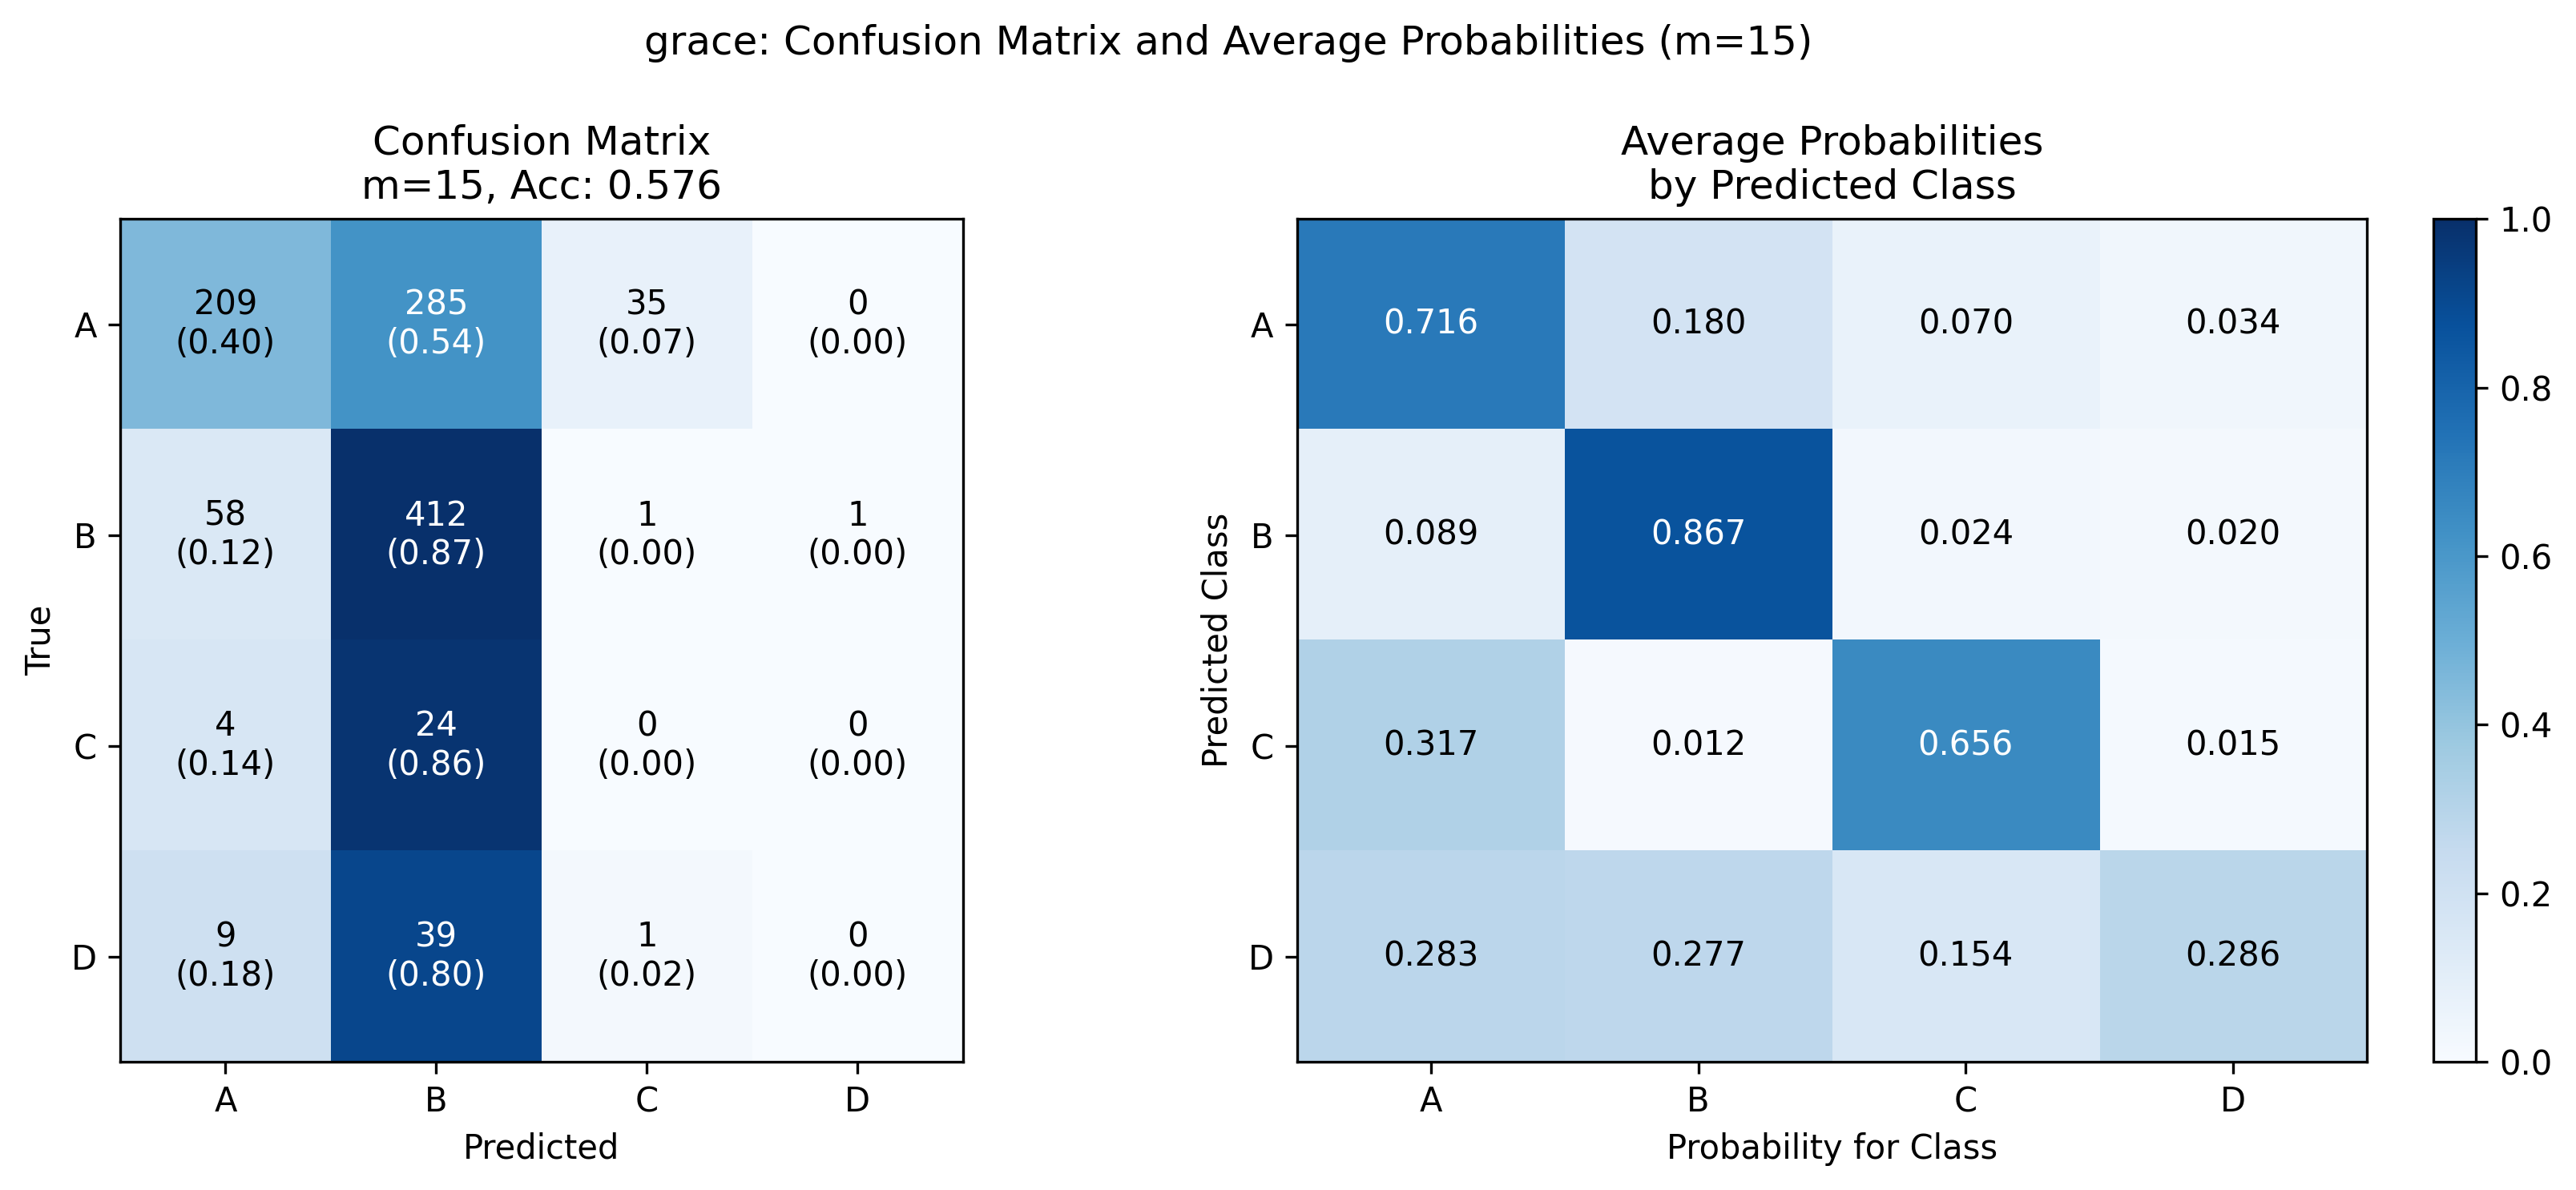 grace: Confusion Matrix and Average Probabilities (m=15)
Confusion Matrix
m=15, Acc: 0.576
209
(0.40)
285
(0.54)
35
(0.07)
0
(0.00)
58
(0.12)
412
(0.87)
1
(0.00)
1
(0.00)
4
(0.14)
24
(0.86)
0
(0.00)
0
(0.00)
9
(0.18)
39
(0.80)
1
(0.02)
0
(0.00)
A
B
C
D
True
A
B
C
D
Predicted
Average Probabilities
by Predicted Class
0.716
0.180
0.070
0.034
0.089
0.867
0.024
0.020
0.317
0.012
0.656
0.015
0.283
0.277
0.154
0.286
A
B
C
D
Predicted Class
A
B
C
D
Probability for Class
1.0
0.8
0.6
0.4
0.2
0.0